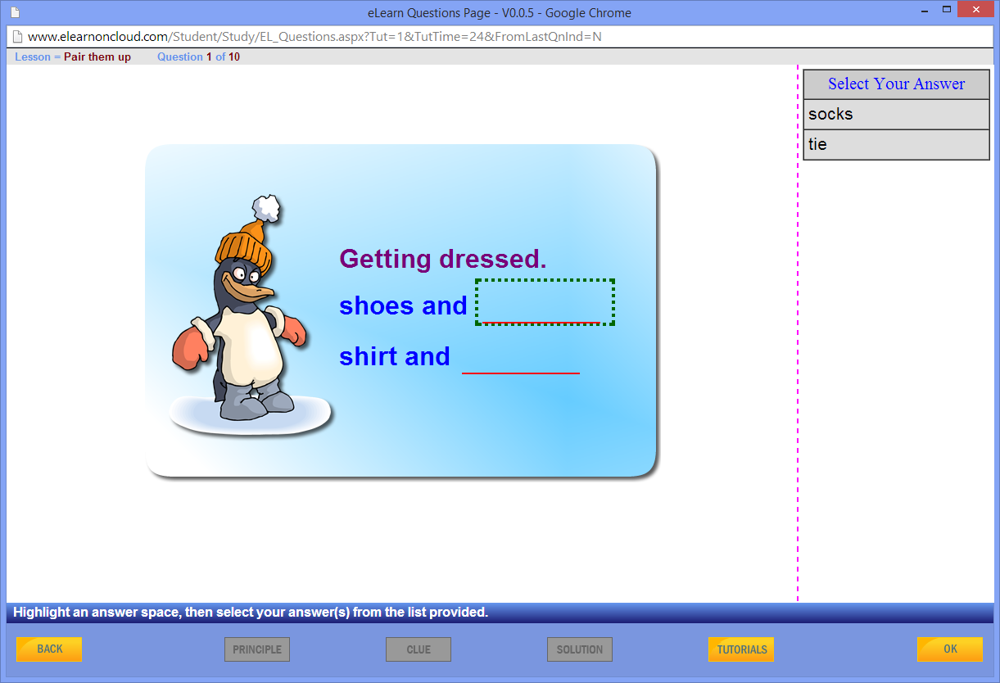 eLearn Questions Page - V0.0.5 - Google Chrome
www.elearnoncloud.com/Student/Study/EL_Questions.aspx?Tut=1&TutTime=24&FromLastQnInd=N
Lesson = Pair them up Question 1 of 10
Select Your Answer
socks
tie
Getting dressed.
shoes and
shirt and
Highlight an answer space, then select your answer(s) from the list provided.
BACK PRINCIPLE CLUE SOLUTION TUTORIALS OK